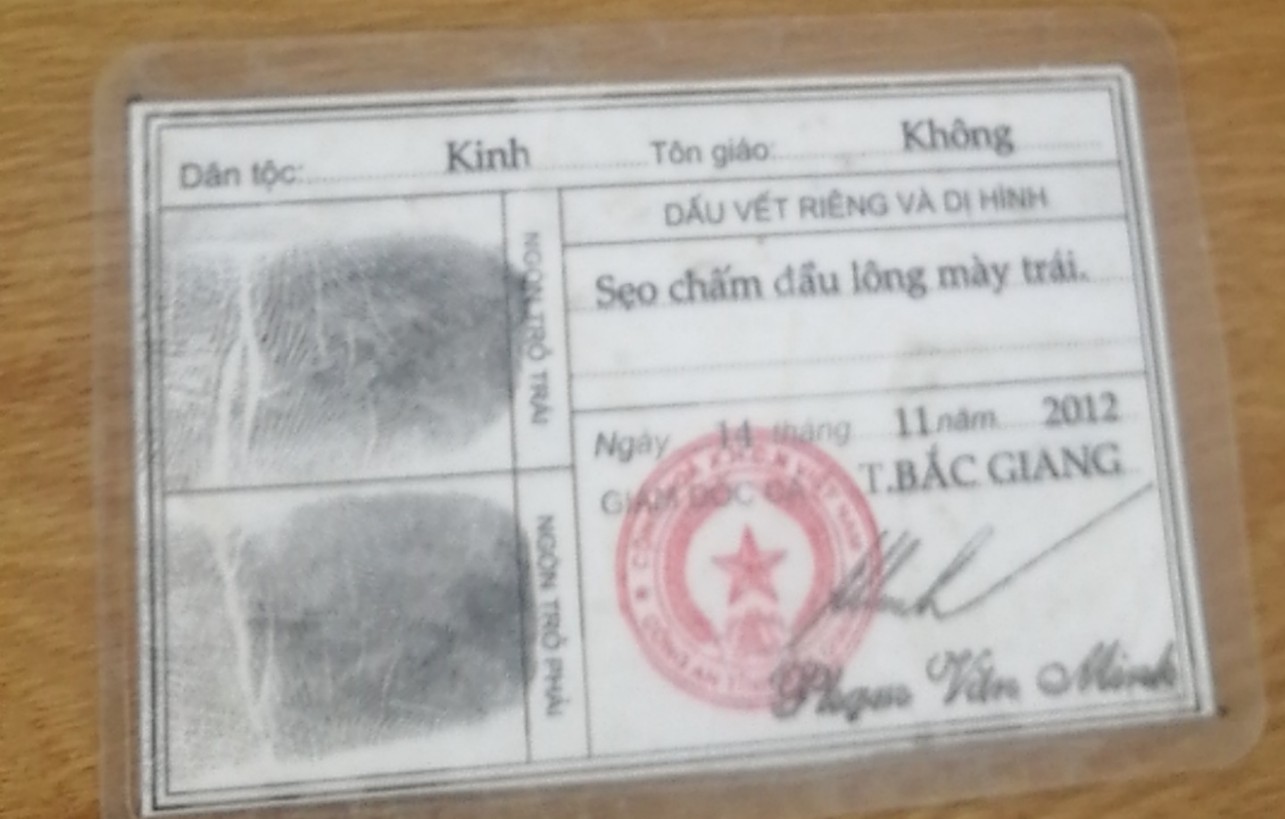 Dân tộc: Kinh Tôn giáo: Không
DẤU VẾT RIÊNG VÀ DỊ HÌNH
Sẹo chấm đầu lông mày trái.
NGÓN TRỎ TRÁI
NGÓN TRỎ PHẢI
Ngày 14 tháng 11 năm 2012
GIÁM ĐỐC CA T.BẮC GIANG
Phạm Văn Minh